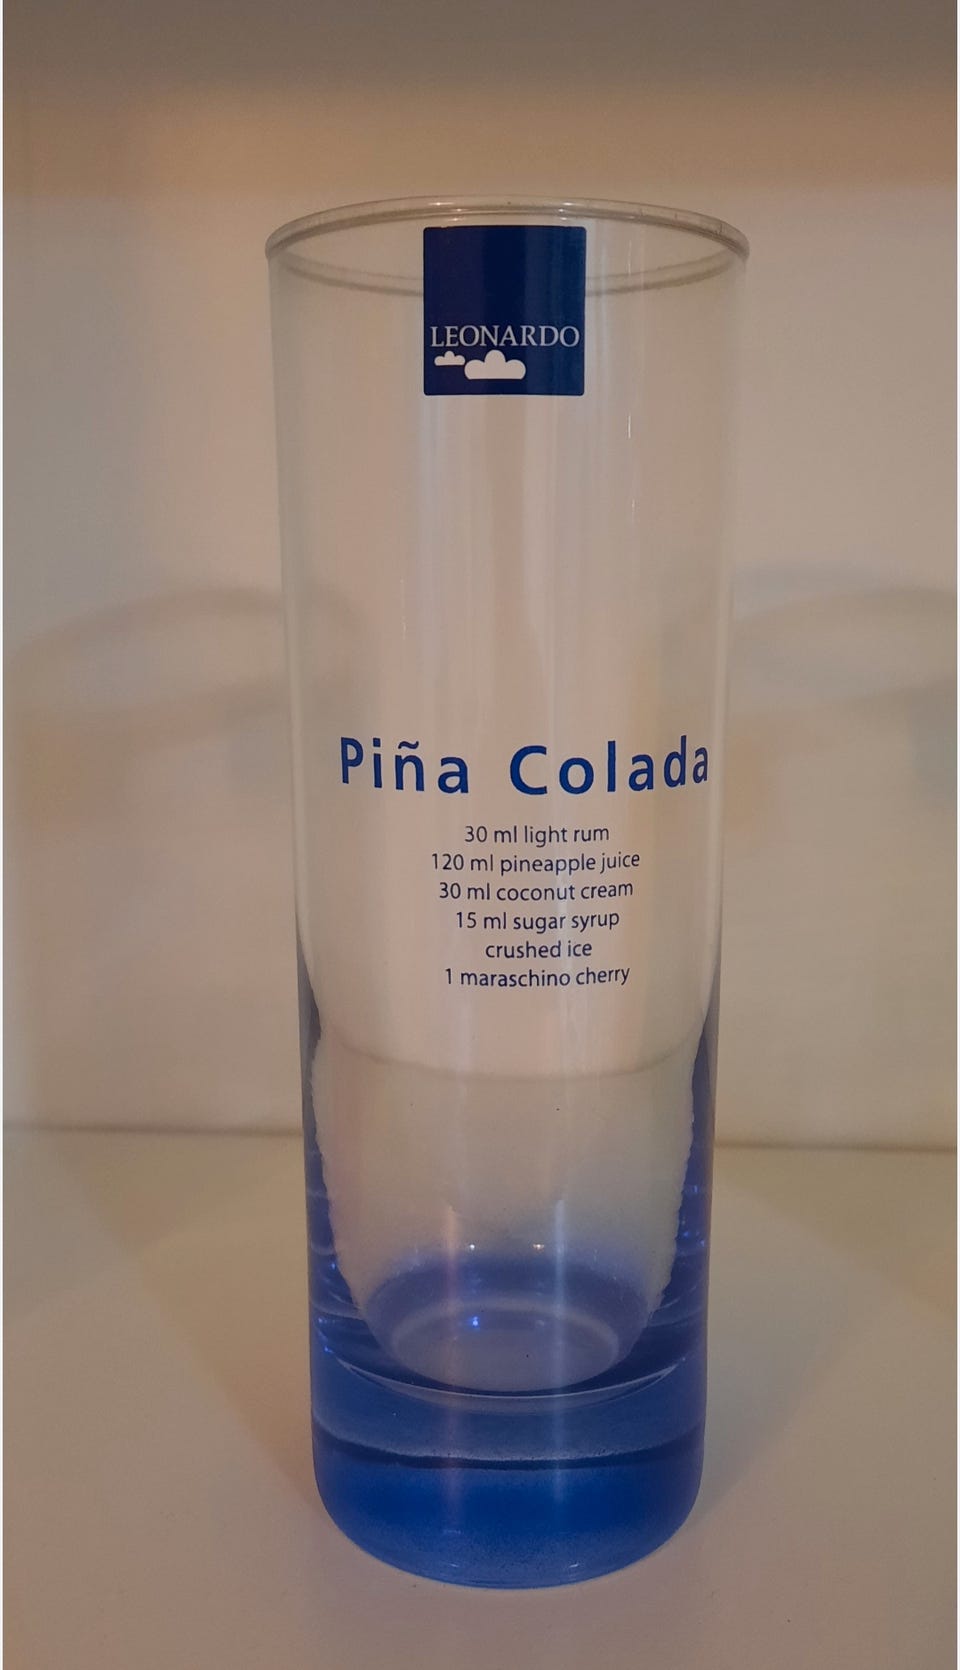 LEONARDO
Piña Colada
30 ml light rum
120 ml pineapple juice
30 ml coconut cream
15 ml sugar syrup
crushed ice
1 maraschino cherry